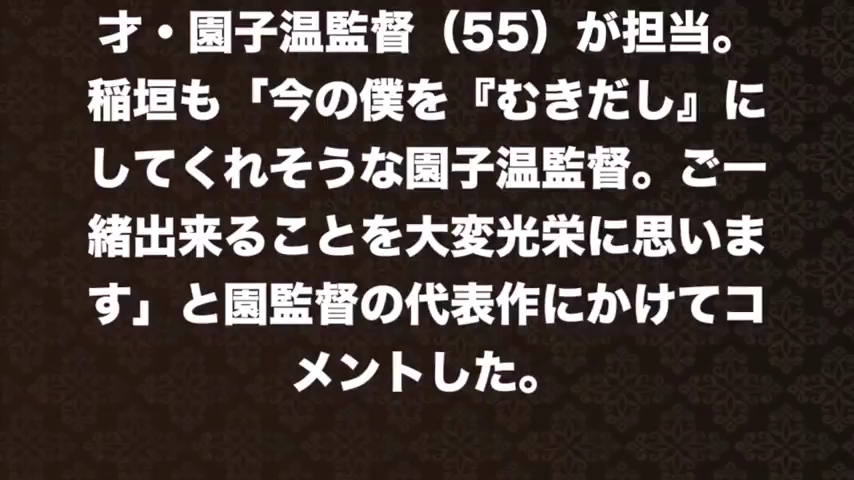 才・園子温監督（55）が担当。
稲垣も「今の僕を『むきだし』に
してくれそうな園子温監督。ご一
緒出来ることを大変光栄に思いま
す」と園監督の代表作にかけてコ
メントした。